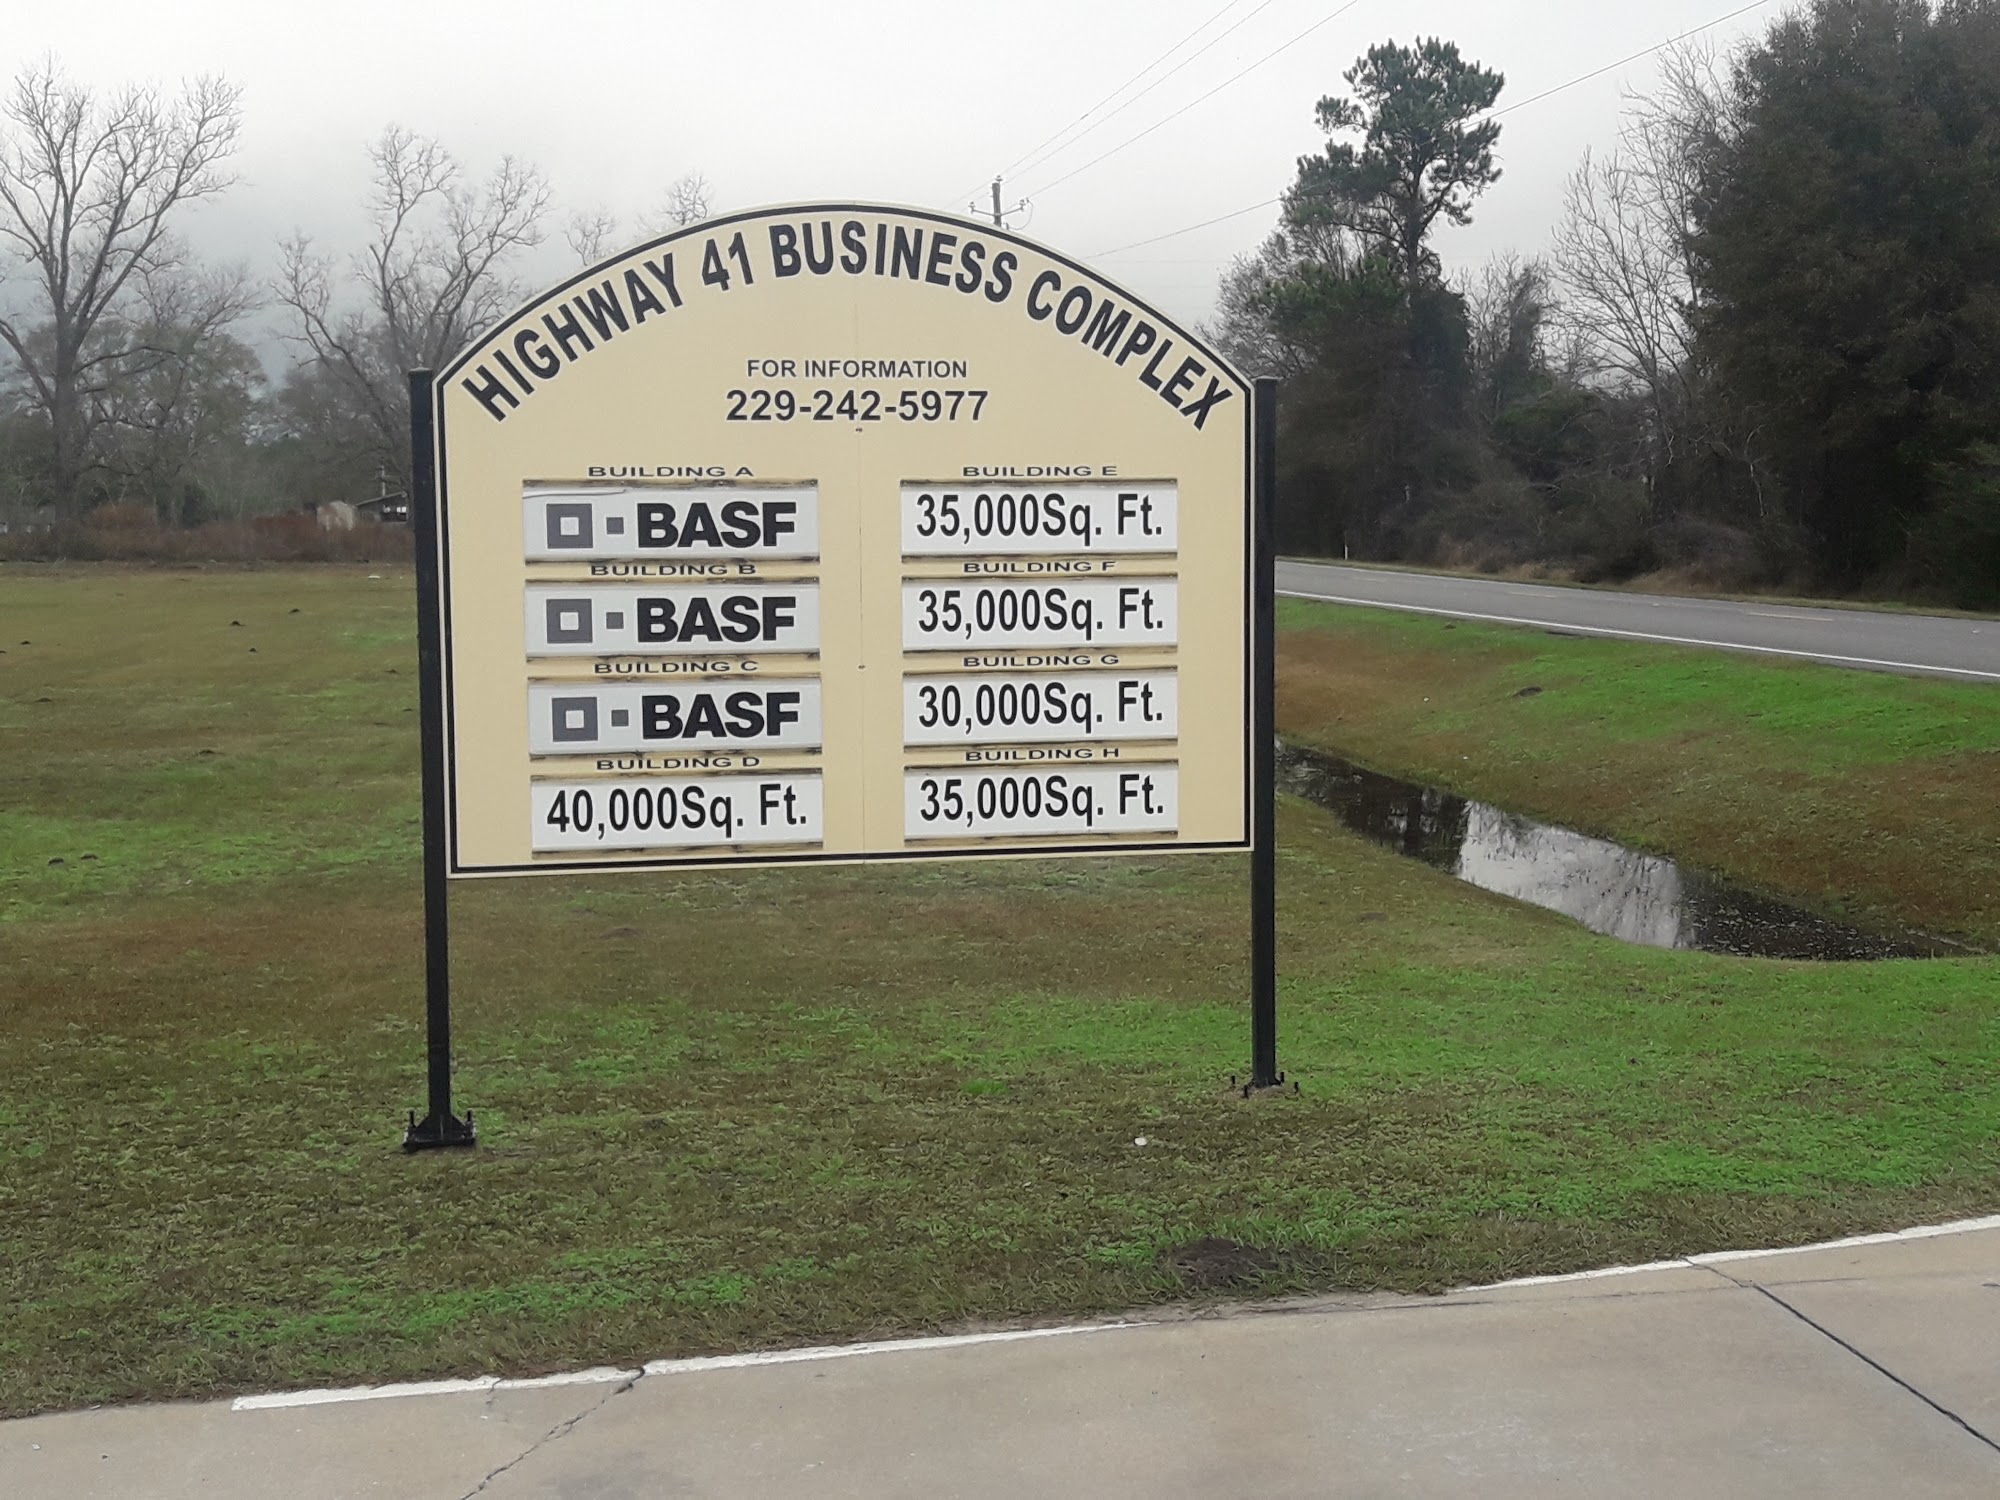 HIGHWAY 41 BUSINESS COMPLEX
FOR INFORMATION
229-242-5977
BUILDING A
BASF
BUILDING B
BASF
BUILDING C
BASF
BUILDING D
40,000Sq. Ft.
BUILDING E
35,000Sq. Ft.
BUILDING F
35,000Sq. Ft.
BUILDING G
30,000Sq. Ft.
BUILDING H
35,000Sq. Ft.